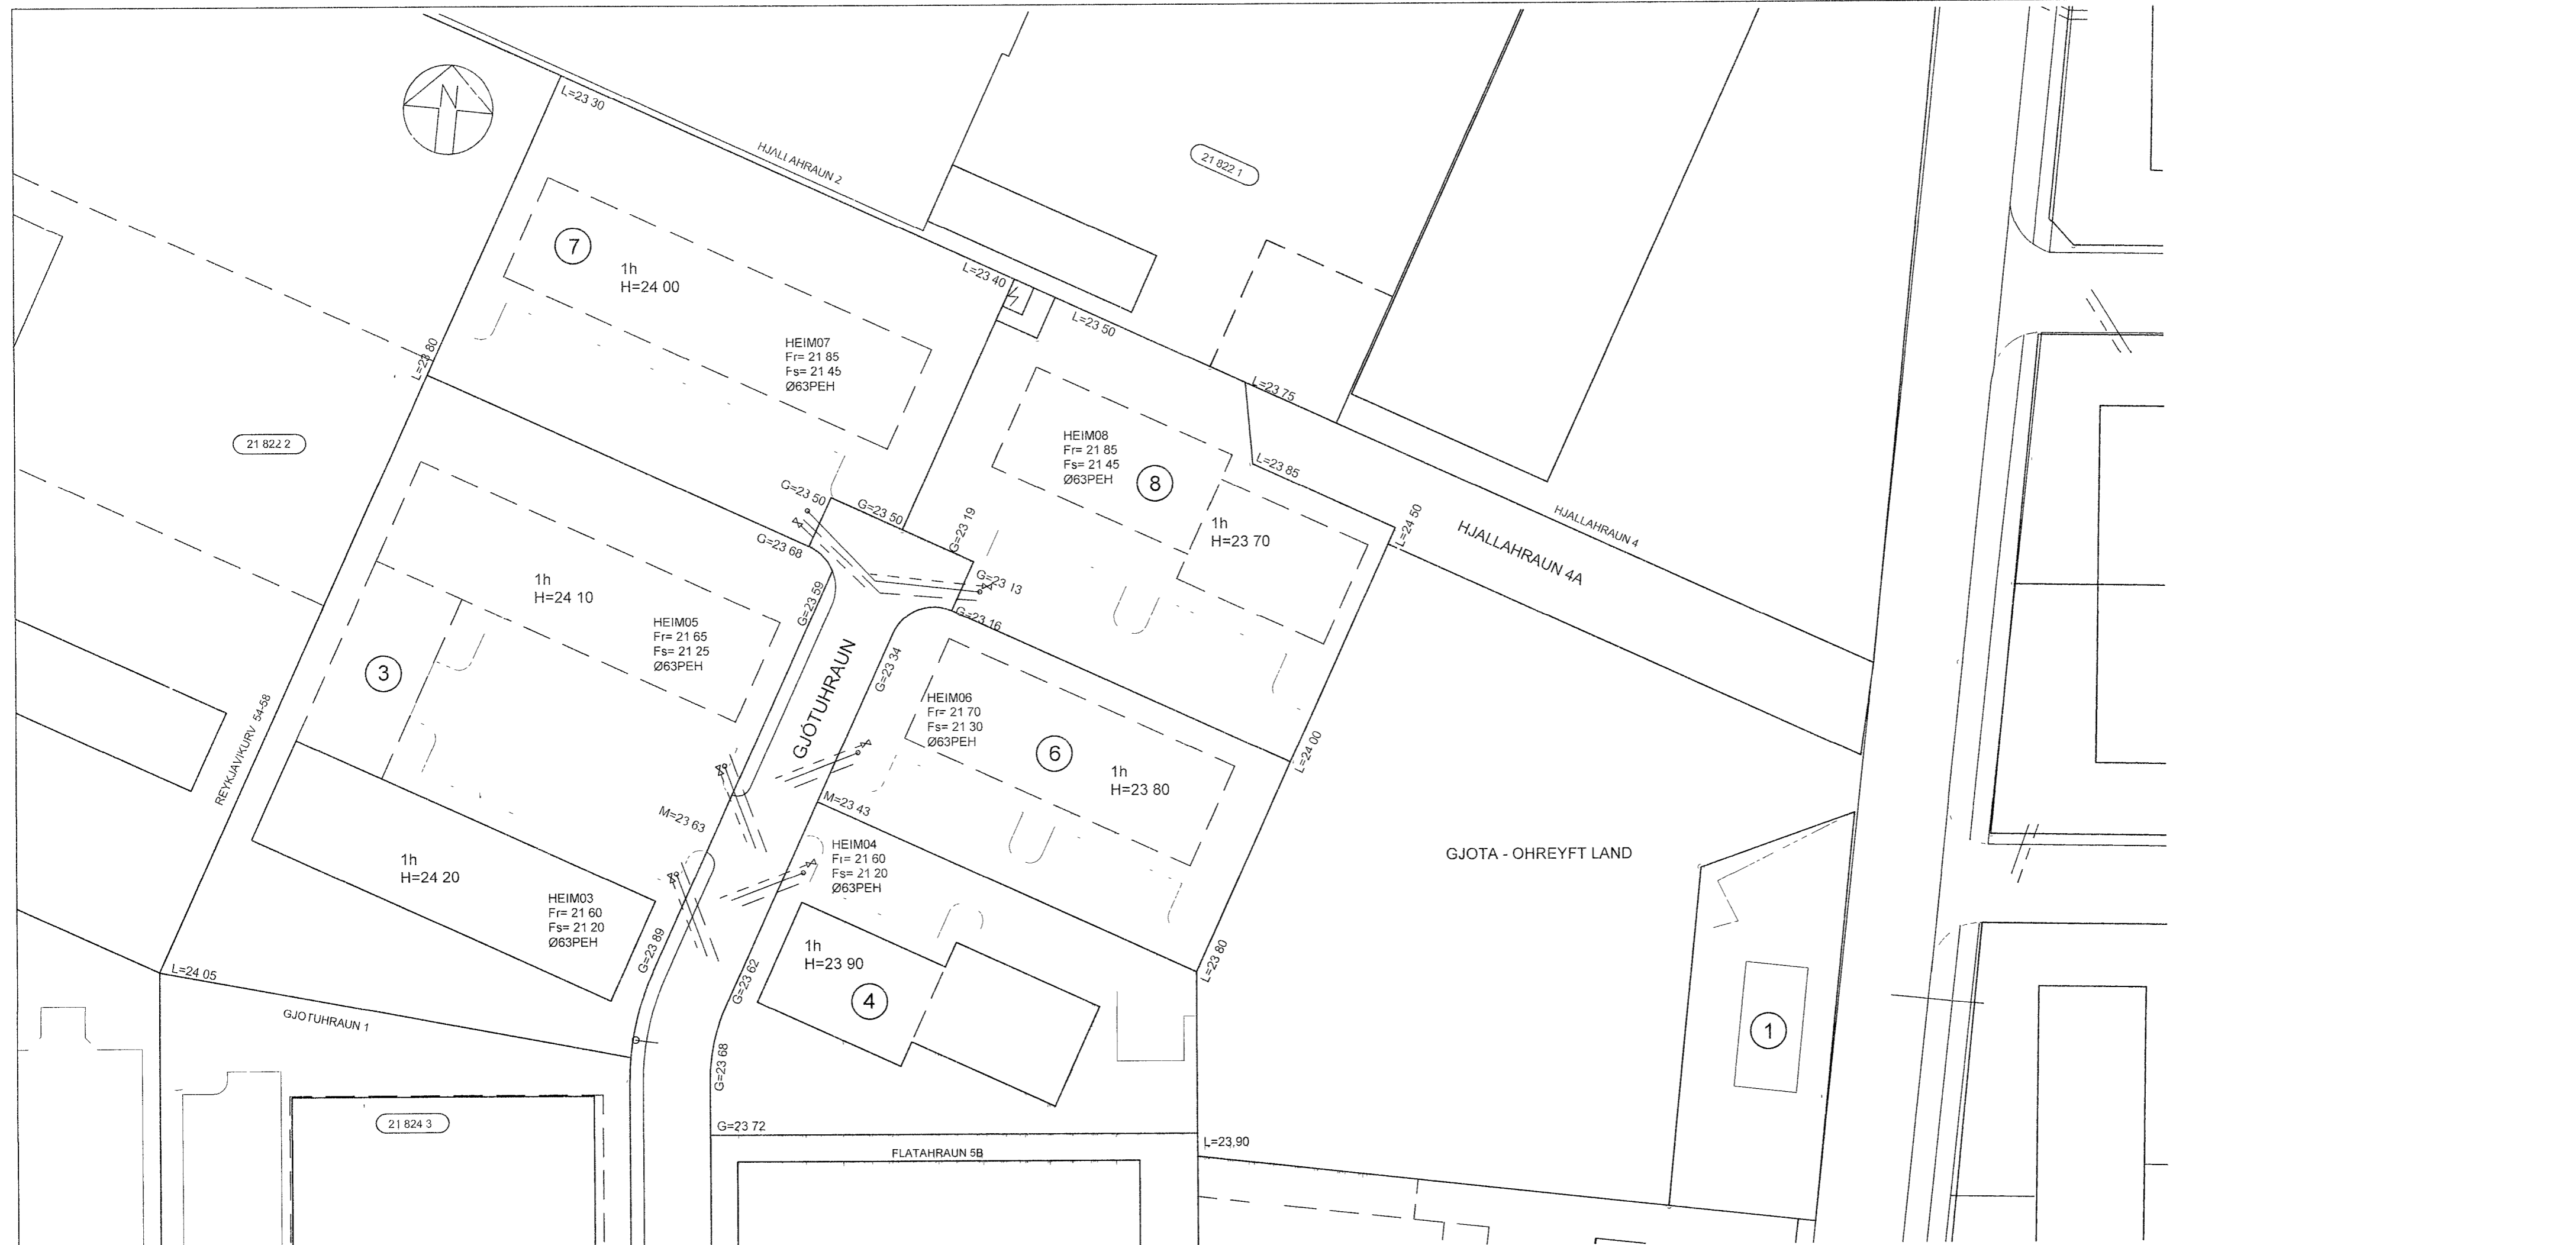 N
L=23 30
HJALLAHRAUN 2
21 822 1
7
1h
H=24 00
L=23 40
L=23 50
HEIM07
Fr= 21 85
Fs= 21 45
Ø63PEH
L=23 80
L=23 75
21 822 2
HEIM08
Fr= 21 85
Fs= 21 45
Ø63PEH
8
L=23 85
1h
H=23 70
L=24 50
HJALLAHRAUN 4
HJALLAHRAUN 4A
G=23 50
G=23 50
G=23 19
G=23 68
G=23 13
G=23 59
G=23 16
1h
H=24 10
HEIM05
Fr= 21 65
Fs= 21 25
Ø63PEH
3
GJÓTUHRAUN
G=23 34
HEIM06
Fr= 21 70
Fs= 21 30
Ø63PEH
6
1h
H=23 80
L=24 00
REYKJAVIKURV 54-58
M=23 63
M=23 43
HEIM04
Fr= 21 60
Fs= 21 20
Ø63PEH
GJOTA - OHREYFT LAND
1h
H=24 20
HEIM03
Fr= 21 60
Fs= 21 20
Ø63PEH
G=23 89
1h
H=23 90
4
G=23 62
L=23 80
L=24 05
GJOTUHRAUN 1
G=23 68
1
21 824 3
G=23 72
L=23,90
FLATAHRAUN 5B